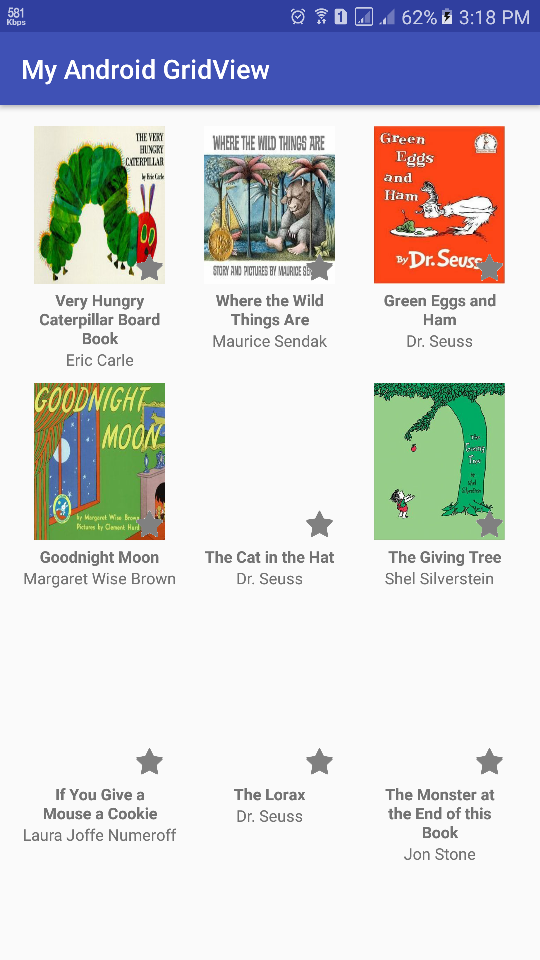 581
Kbps
1
62%
3:18 PM
My Android GridView
THE VERY
HUNGRY
CATERPILLAR
by Eric Carle
WHERE THE WILD THINGS ARE
STORY AND PICTURES BY MAURICE
Green
Eggs
and
Ham
By Dr. Seuss
Very Hungry
Caterpillar Board
Book
Eric Carle
Where the Wild
Things Are
Maurice Sendak
Green Eggs and
Ham
Dr. Seuss
GOODNIGHT
MOON
by Margaret Wise Brown
Pictures by Clement Hurd
The
Giving
Tree
by
Shel Silverstein
Goodnight Moon
Margaret Wise Brown
The Cat in the Hat
Dr. Seuss
The Giving Tree
Shel Silverstein
If You Give a
Mouse a Cookie
Laura Joffe Numeroff
The Lorax
Dr. Seuss
The Monster at
the End of this
Book
Jon Stone